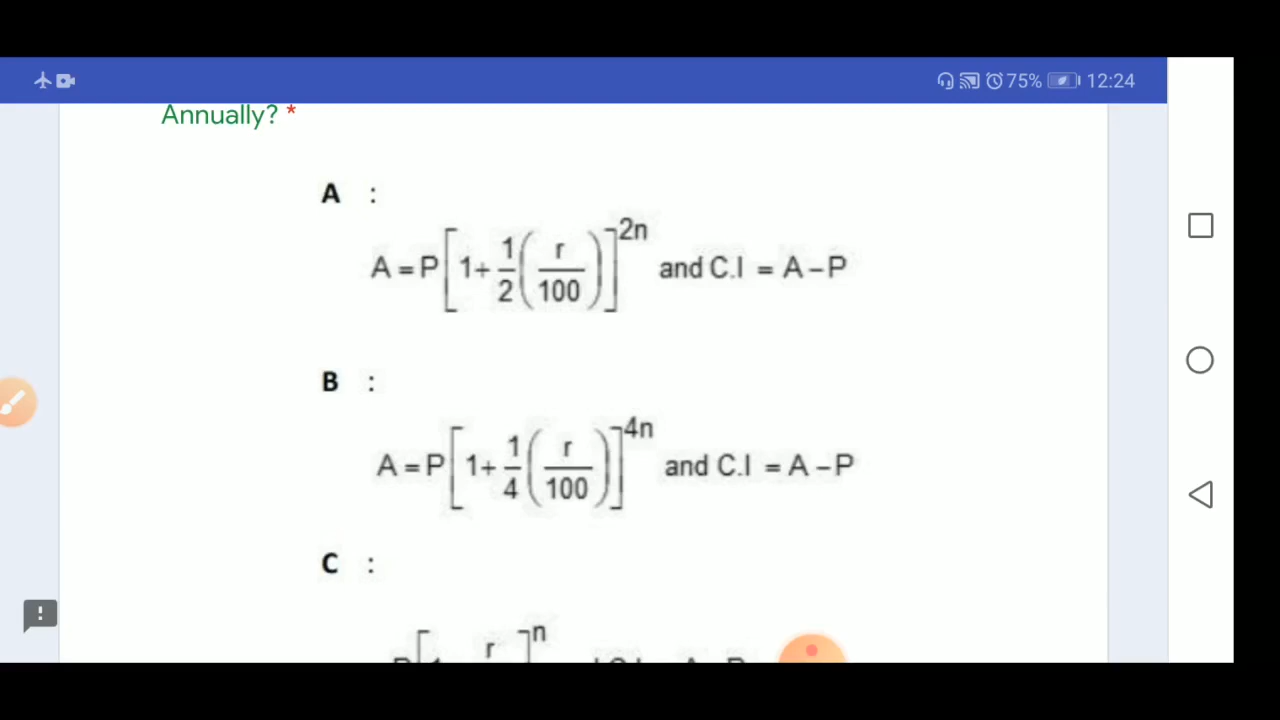 75% 12:24
Annually? *
A :
A = P[1+ 1/2 (r/100)]^2n and C.I = A – P
B :
A = P[1+ 1/4 (r/100)]^4n and C.I = A – P
C :
r ]n